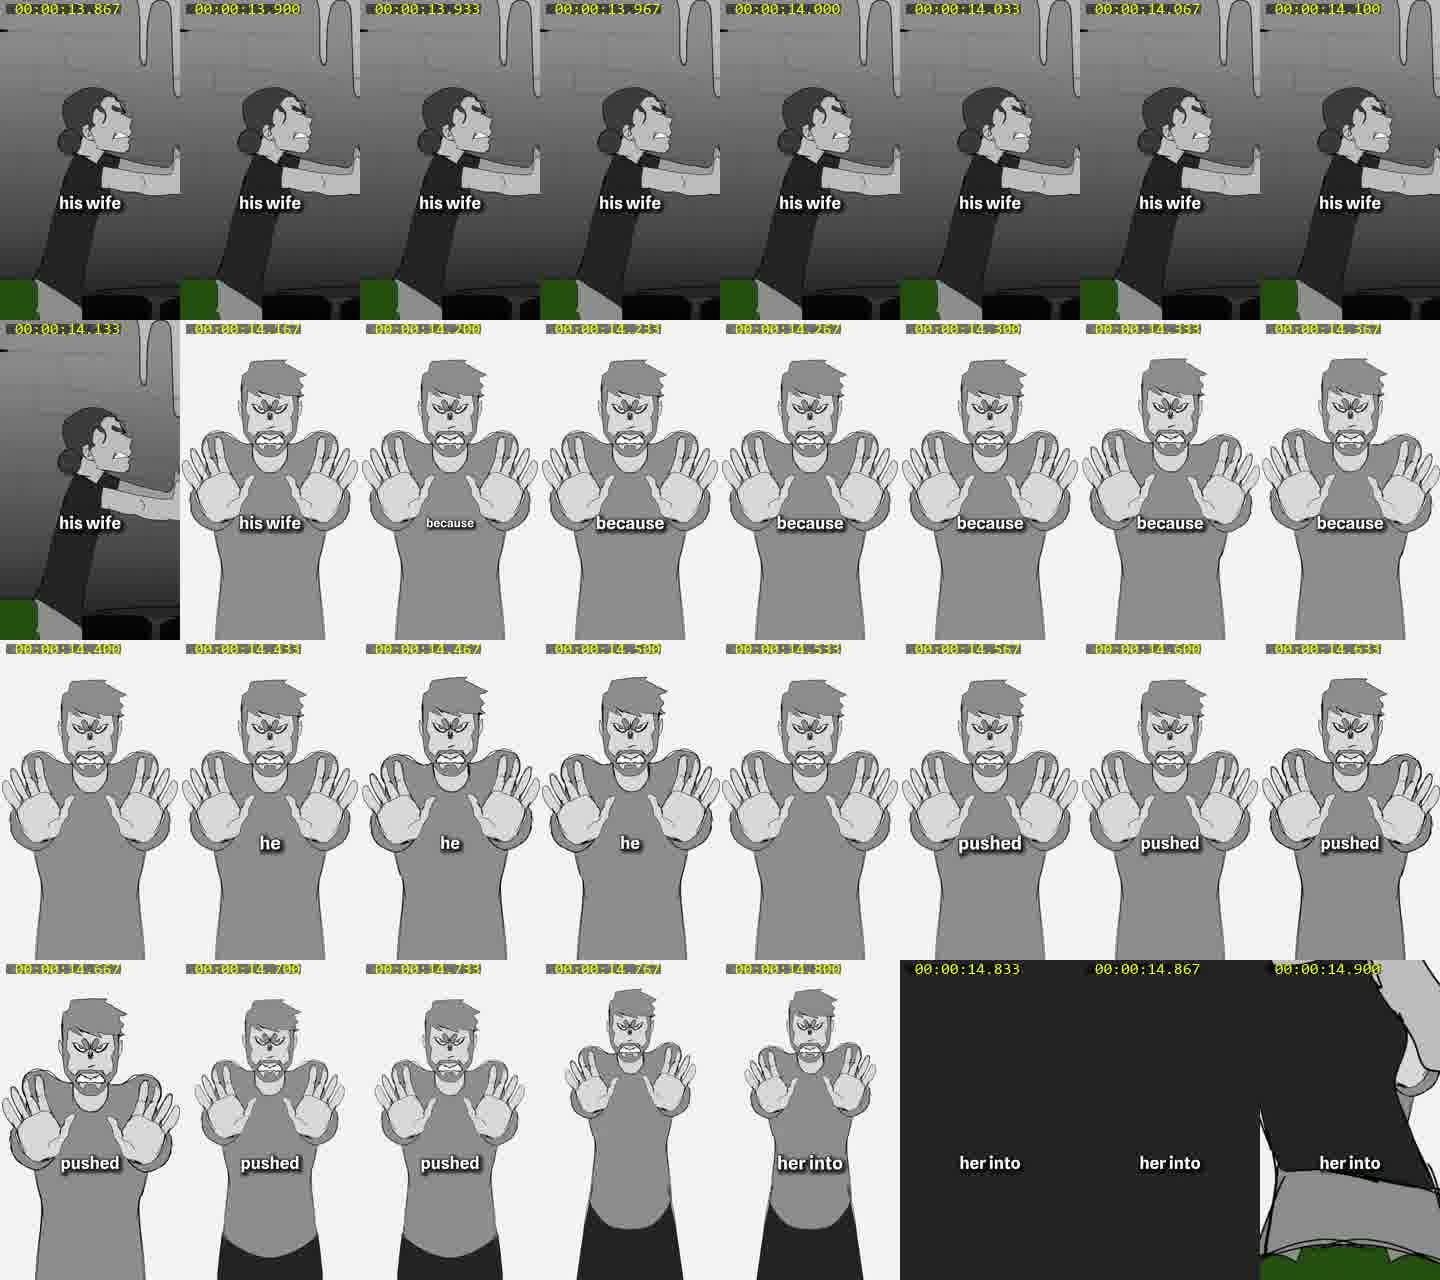 00:00:13.867 00:00:13.900 00:00:13.933 00:00:13.967 00:00:14.000 00:00:14.033 00:00:14.067 00:00:14.100
his wife his wife his wife his wife his wife his wife his wife his wife
00:00:14.133 00:00:14.167 00:00:14.200 00:00:14.233 00:00:14.267 00:00:14.300 00:00:14.333 00:00:14.367
his wife his wife because because because because because because
00:00:14.400 00:00:14.433 00:00:14.467 00:00:14.500 00:00:14.533 00:00:14.567 00:00:14.600 00:00:14.633
he he he pushed pushed pushed
00:00:14.667 00:00:14.700 00:00:14.733 00:00:14.767 00:00:14.800 00:00:14.833 00:00:14.867 00:00:14.900
pushed pushed pushed her into her into her into her into